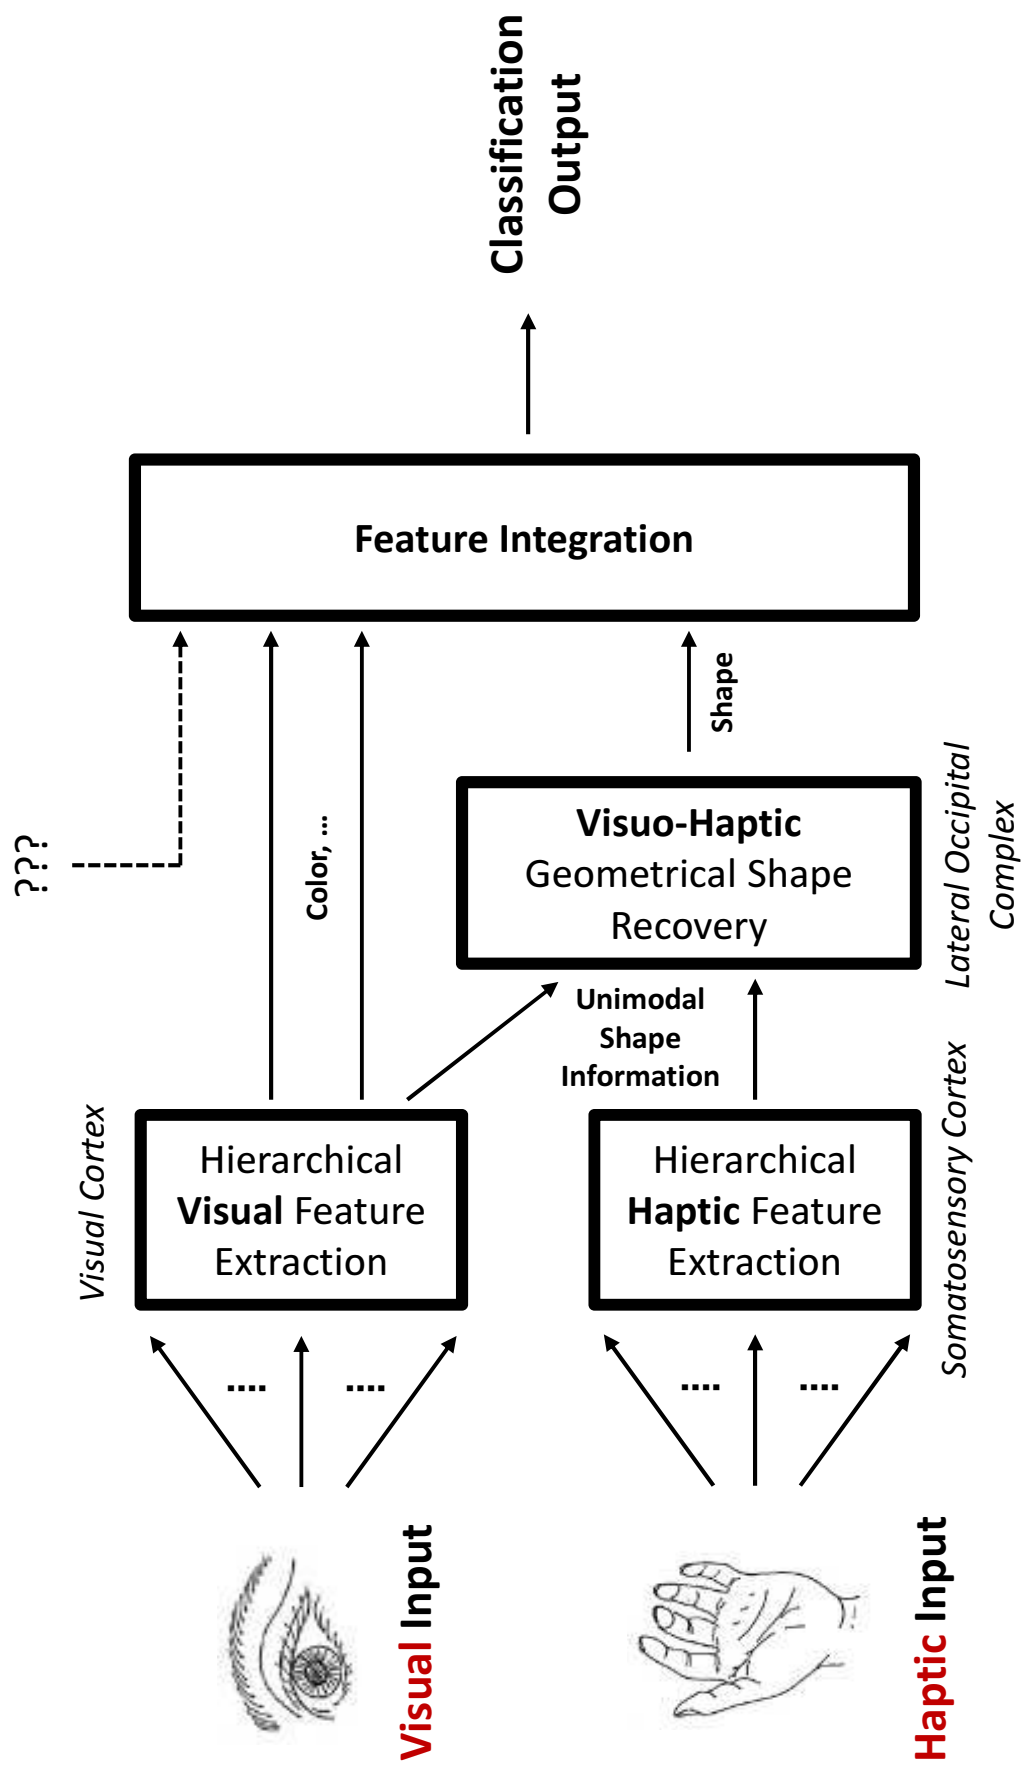 Classification
Output
Feature Integration
???
Color, ...
Shape
Visuo-Haptic
Geometrical Shape
Recovery
Lateral Occipital
Complex
Unimodal
Shape
Information
Visual Cortex
Hierarchical
Visual Feature
Extraction
Hierarchical
Haptic Feature
Extraction
Somatosensory Cortex
....
....
....
....
Visual Input
Haptic Input